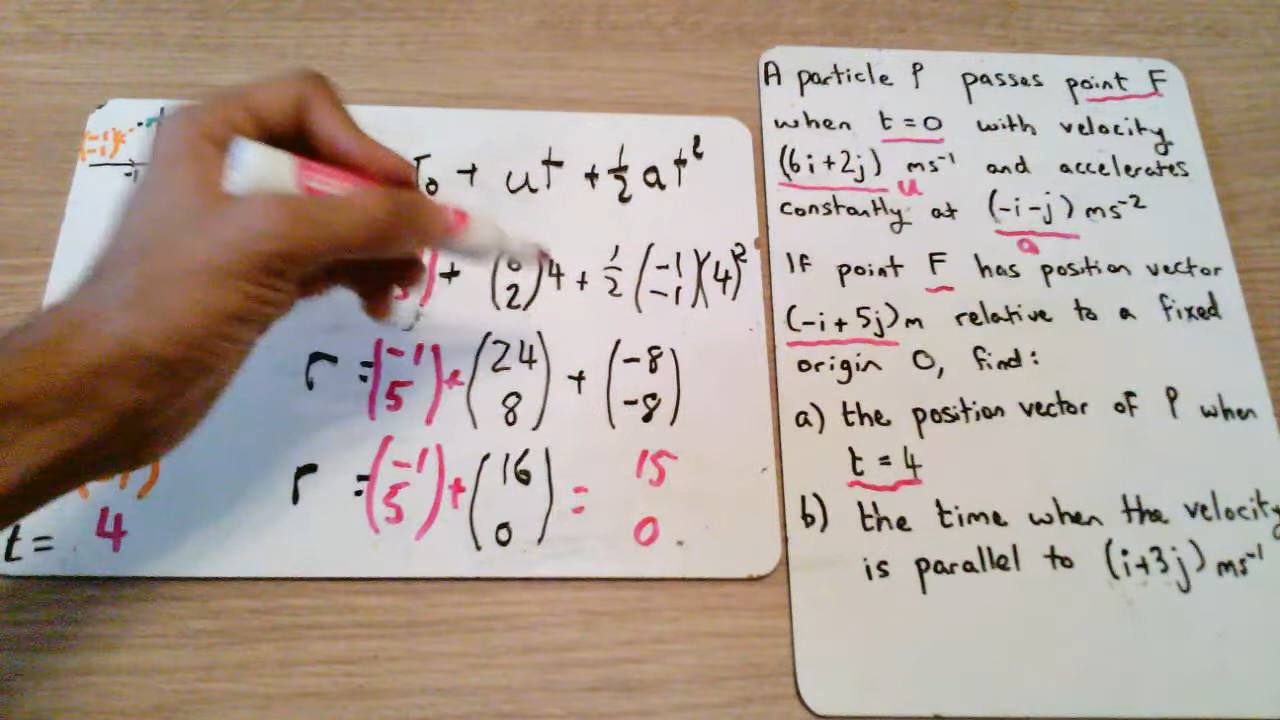 (-i)
-1
r₀ + ut + ½at²
5) + (6 2)4 + ½(-1 -1)(4)²
r = (-1 5) + (24 8) + (-8 -8)
r = (-1 5) + (16 0) = 15 0
t = 4
A particle P passes point F
when t=0 with velocity
(6i+2j) ms⁻¹ and accelerates
u
constantly at (-i-j) ms⁻²
a
If point F has position vector
(-i+5j)m relative to a fixed
origin O, find:
a) the position vector of P when
t = 4
b) the time when the velocity
is parallel to (i+3j) ms⁻¹